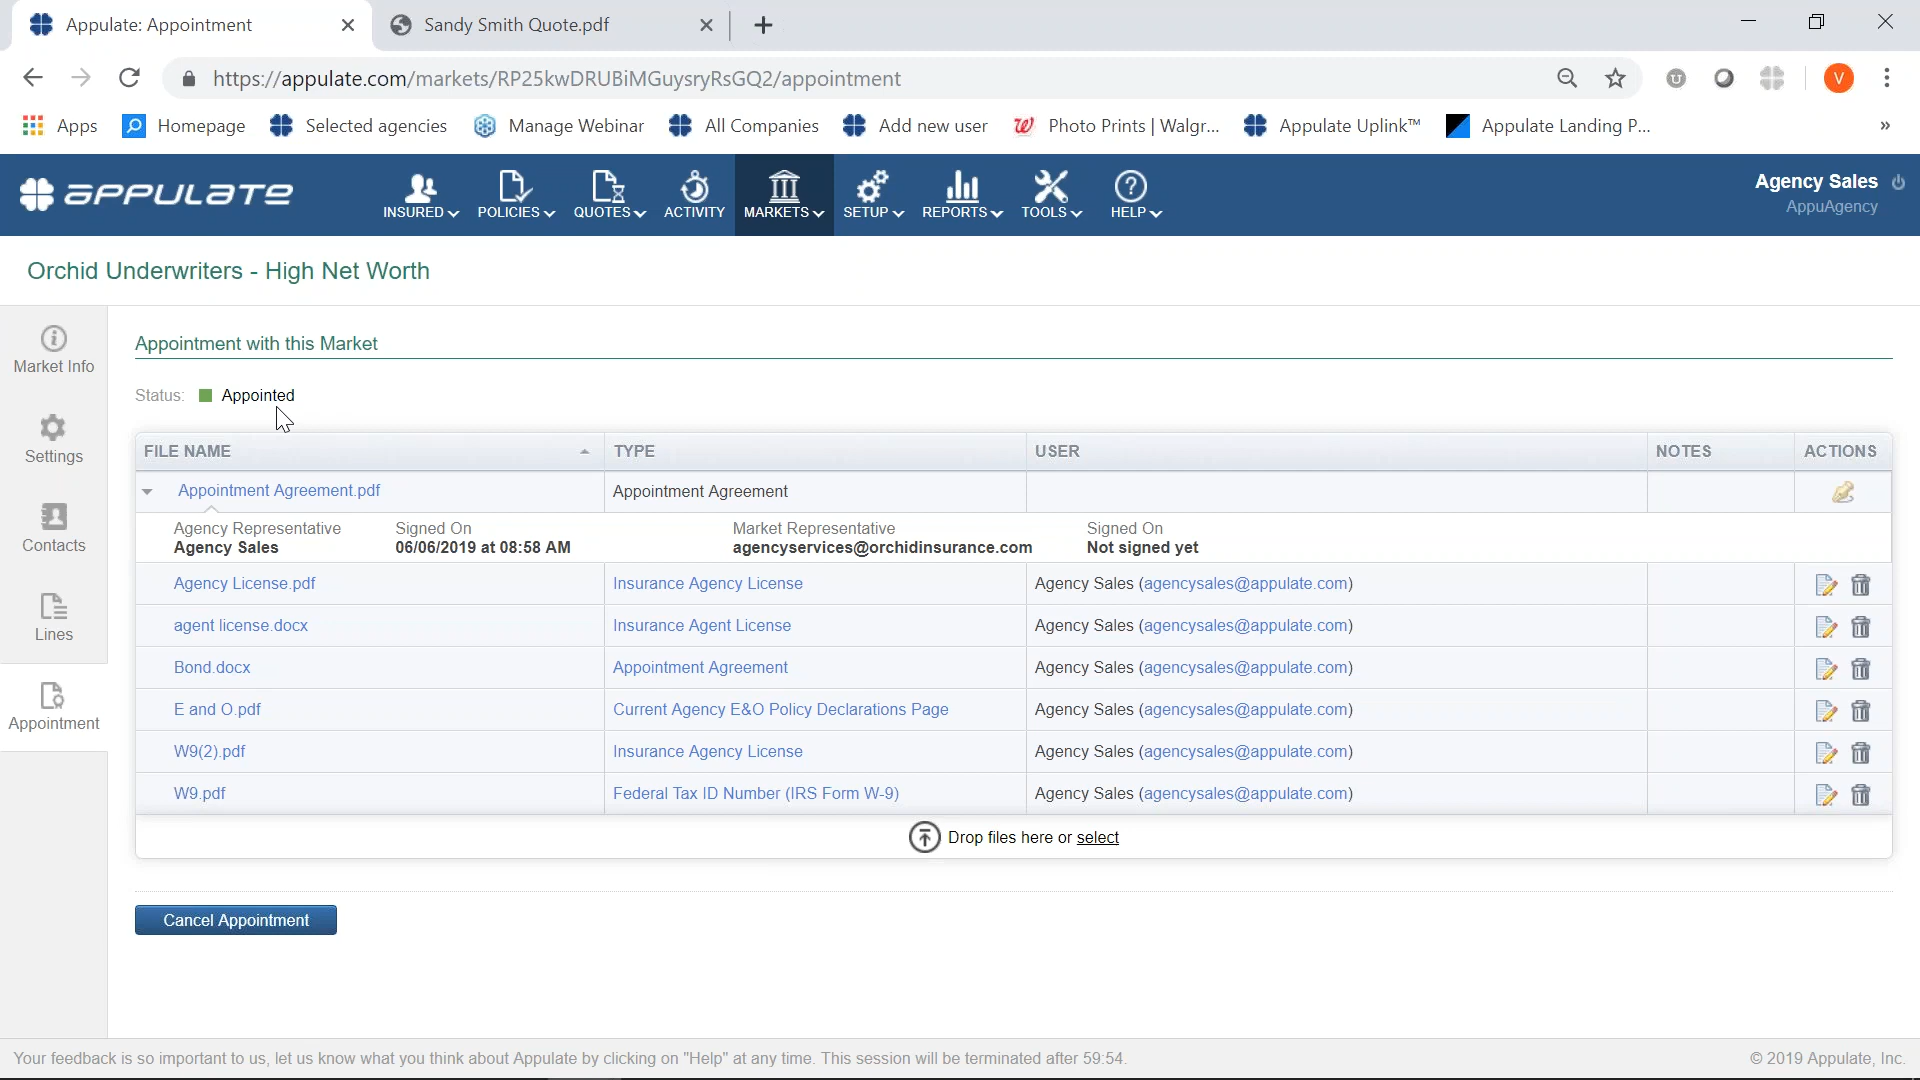 Appulate: Appointment
Sandy Smith Quote.pdf
https://appulate.com/markets/RP25kwDRUBiMGuysryRsGQ2/appointment
V
Apps
Homepage
Selected agencies
Manage Webinar
All Companies
Add new user
Photo Prints | Walgr...
Appulate Uplink™
Appulate Landing P...
»
APPULATE
INSURED
POLICIES
QUOTES
ACTIVITY
MARKETS
SETUP
REPORTS
TOOLS
HELP
Agency Sales
AppuAgency
Orchid Underwriters - High Net Worth
Market Info
Settings
Contacts
Lines
Appointment
Appointment with this Market
Status: Appointed
FILE NAME TYPE USER NOTES ACTIONS
Appointment Agreement.pdf Appointment Agreement
Agency Representative Signed On Market Representative Signed On
Agency Sales 06/06/2019 at 08:58 AM agencyservices@orchidinsurance.com Not signed yet
Agency License.pdf Insurance Agency License Agency Sales (agencysales@appulate.com)
agent license.docx Insurance Agent License Agency Sales (agencysales@appulate.com)
Bond.docx Appointment Agreement Agency Sales (agencysales@appulate.com)
E and O.pdf Current Agency E&O Policy Declarations Page Agency Sales (agencysales@appulate.com)
W9(2).pdf Insurance Agency License Agency Sales (agencysales@appulate.com)
W9.pdf Federal Tax ID Number (IRS Form W-9) Agency Sales (agencysales@appulate.com)
Drop files here or select
Cancel Appointment
Your feedback is so important to us, let us know what you think about Appulate by clicking on "Help" at any time. This session will be terminated after 59:54.
© 2019 Appulate, Inc.